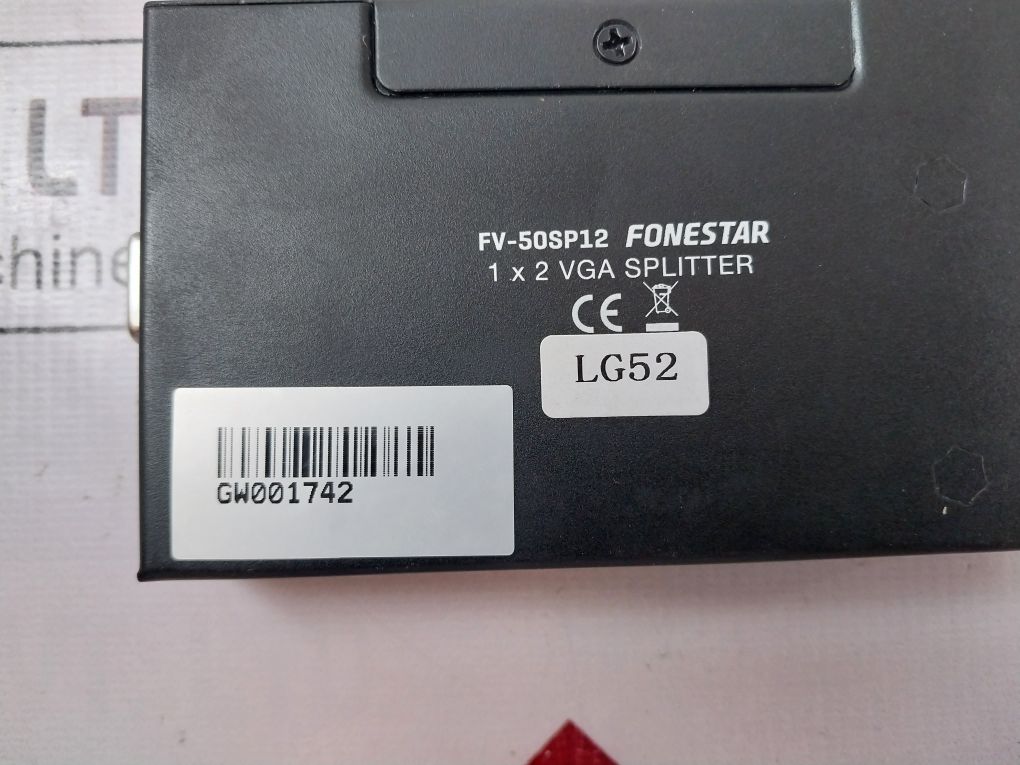 LT
chine
FV-50SP12 FONESTAR
1 x 2 VGA SPLITTER
CE
LG52
GW001742